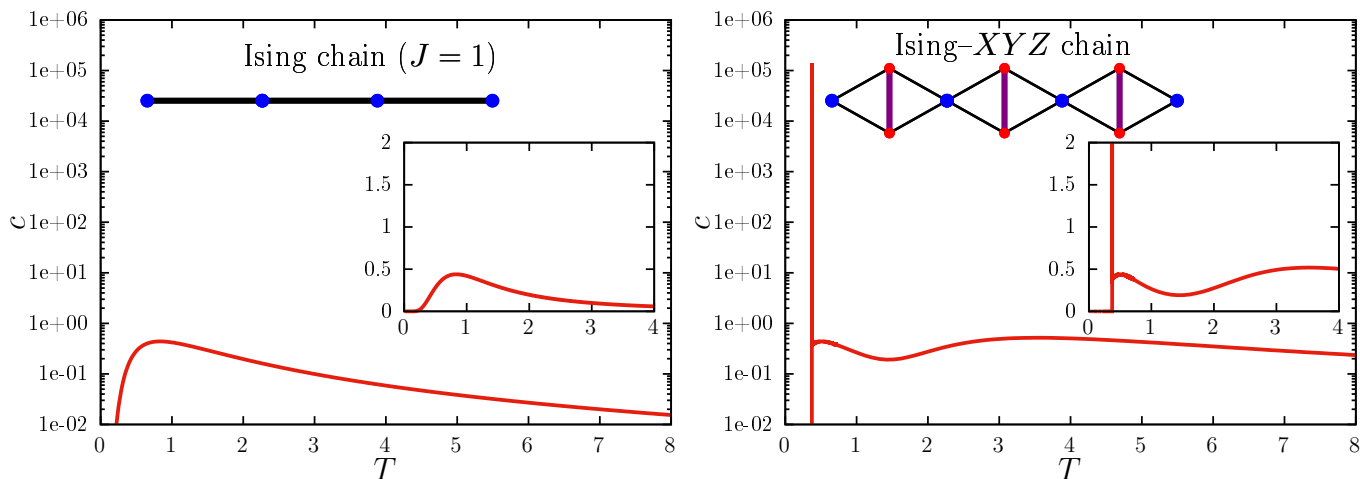 Ising chain (J = 1)
1e+06
1e+05
1e+04
1e+03
1e+02
1e+01
1e+00
1e-01
1e-02
c
0 1 2 3 4 5 6 7 8
T
2
1.5
1
0.5
0
0 1 2 3 4
Ising–XYZ chain
1e+06
1e+05
1e+04
1e+03
1e+02
1e+01
1e+00
1e-01
1e-02
c
0 1 2 3 4 5 6 7 8
T
2
1.5
1
0.5
0
0 1 2 3 4